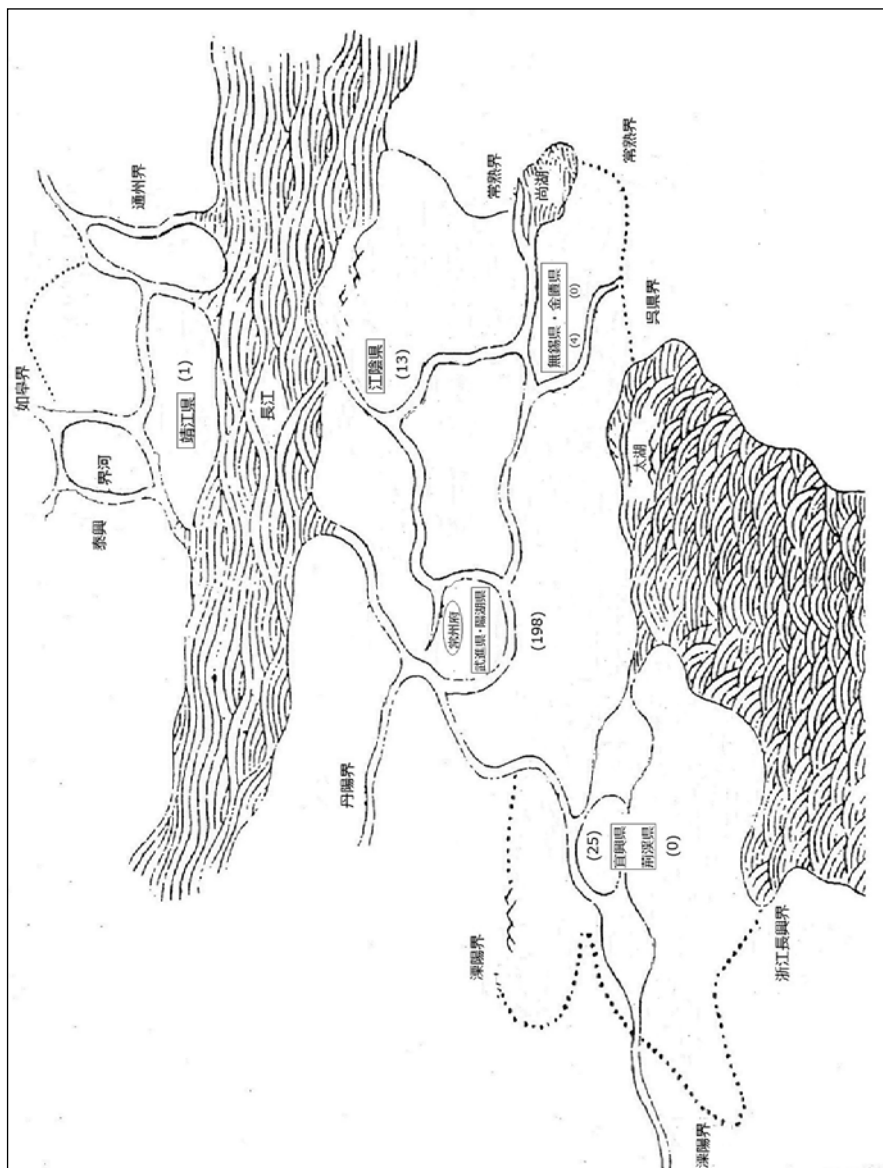 如皐界
通州界
泰興
界河
靖江県
(1)
長江
丹陽界
江陰県
(13)
常州府
武進県・陽湖県
(198)
常熟界
尚湖
無錫県・金匱県
(4)
(0)
常熟界
呉県界
太湖
溧陽界
(25)
宜興県
荊渓県
(0)
溧陽界
浙江長興界